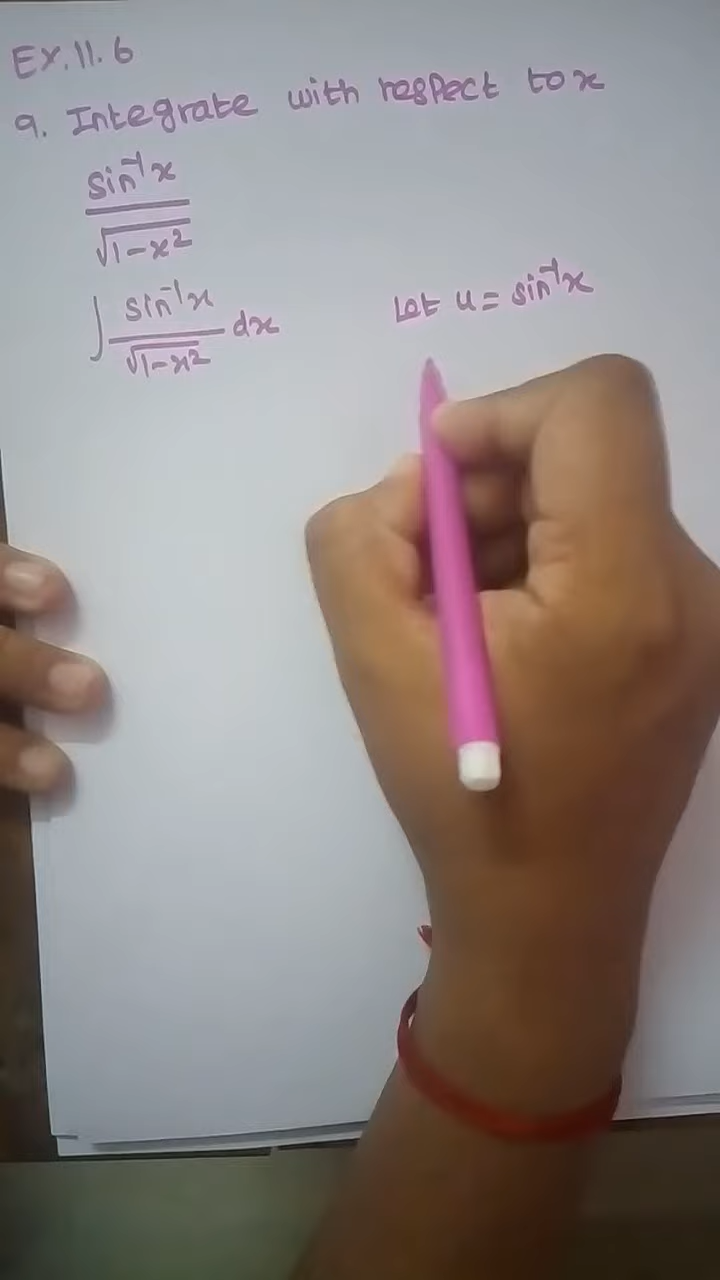 Ex.11.6
9. Integrate with respect to x
sin⁻¹x
√1-x²
∫ sin⁻¹x / √1-x² dx
Let u = sin⁻¹x